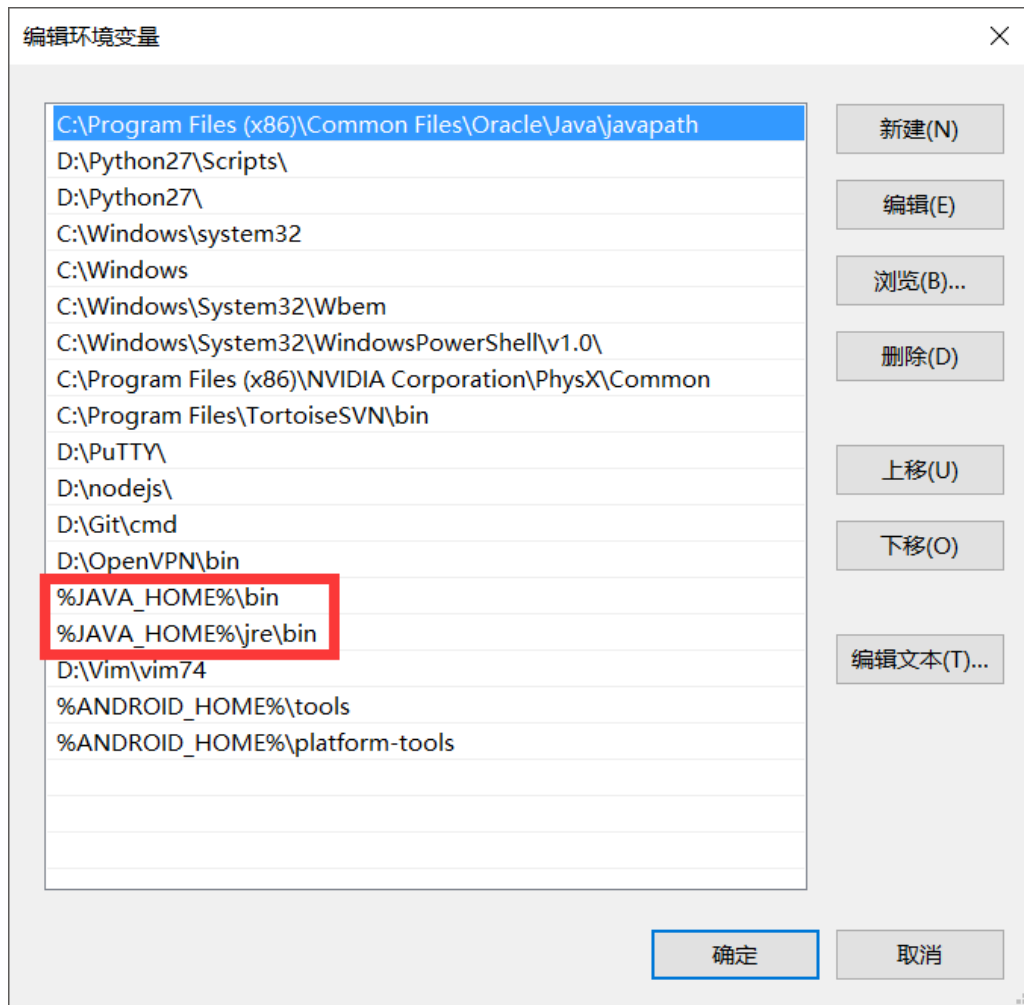 编辑环境变量
C:\Program Files (x86)\Common Files\Oracle\Java\javapath
D:\Python27\Scripts\
D:\Python27\
C:\Windows\system32
C:\Windows
C:\Windows\System32\Wbem
C:\Windows\System32\WindowsPowerShell\v1.0\
C:\Program Files (x86)\NVIDIA Corporation\PhysX\Common
C:\Program Files\TortoiseSVN\bin
D:\PuTTY\
D:\nodejs\
D:\Git\cmd
D:\OpenVPN\bin
%JAVA_HOME%\bin
%JAVA_HOME%\jre\bin
D:\Vim\vim74
%ANDROID_HOME%\tools
%ANDROID_HOME%\platform-tools
新建(N)
编辑(E)
浏览(B)...
删除(D)
上移(U)
下移(O)
编辑文本(T)...
确定
取消